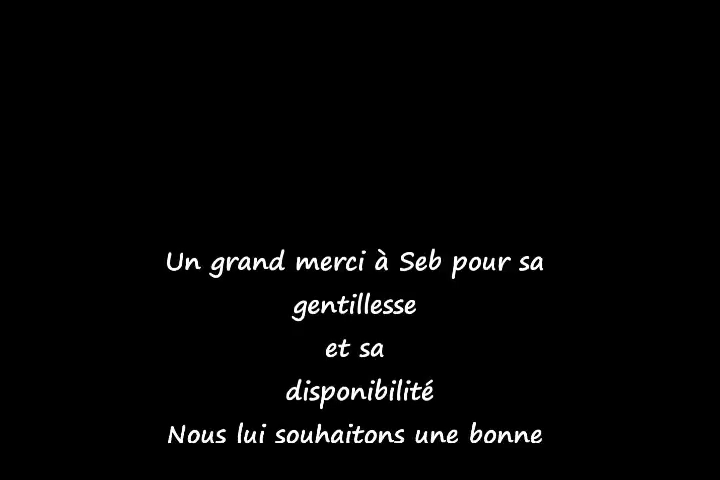 Un grand merci à Seb pour sa
gentillesse
et sa
disponibilité
Nous lui souhaitons une bonne